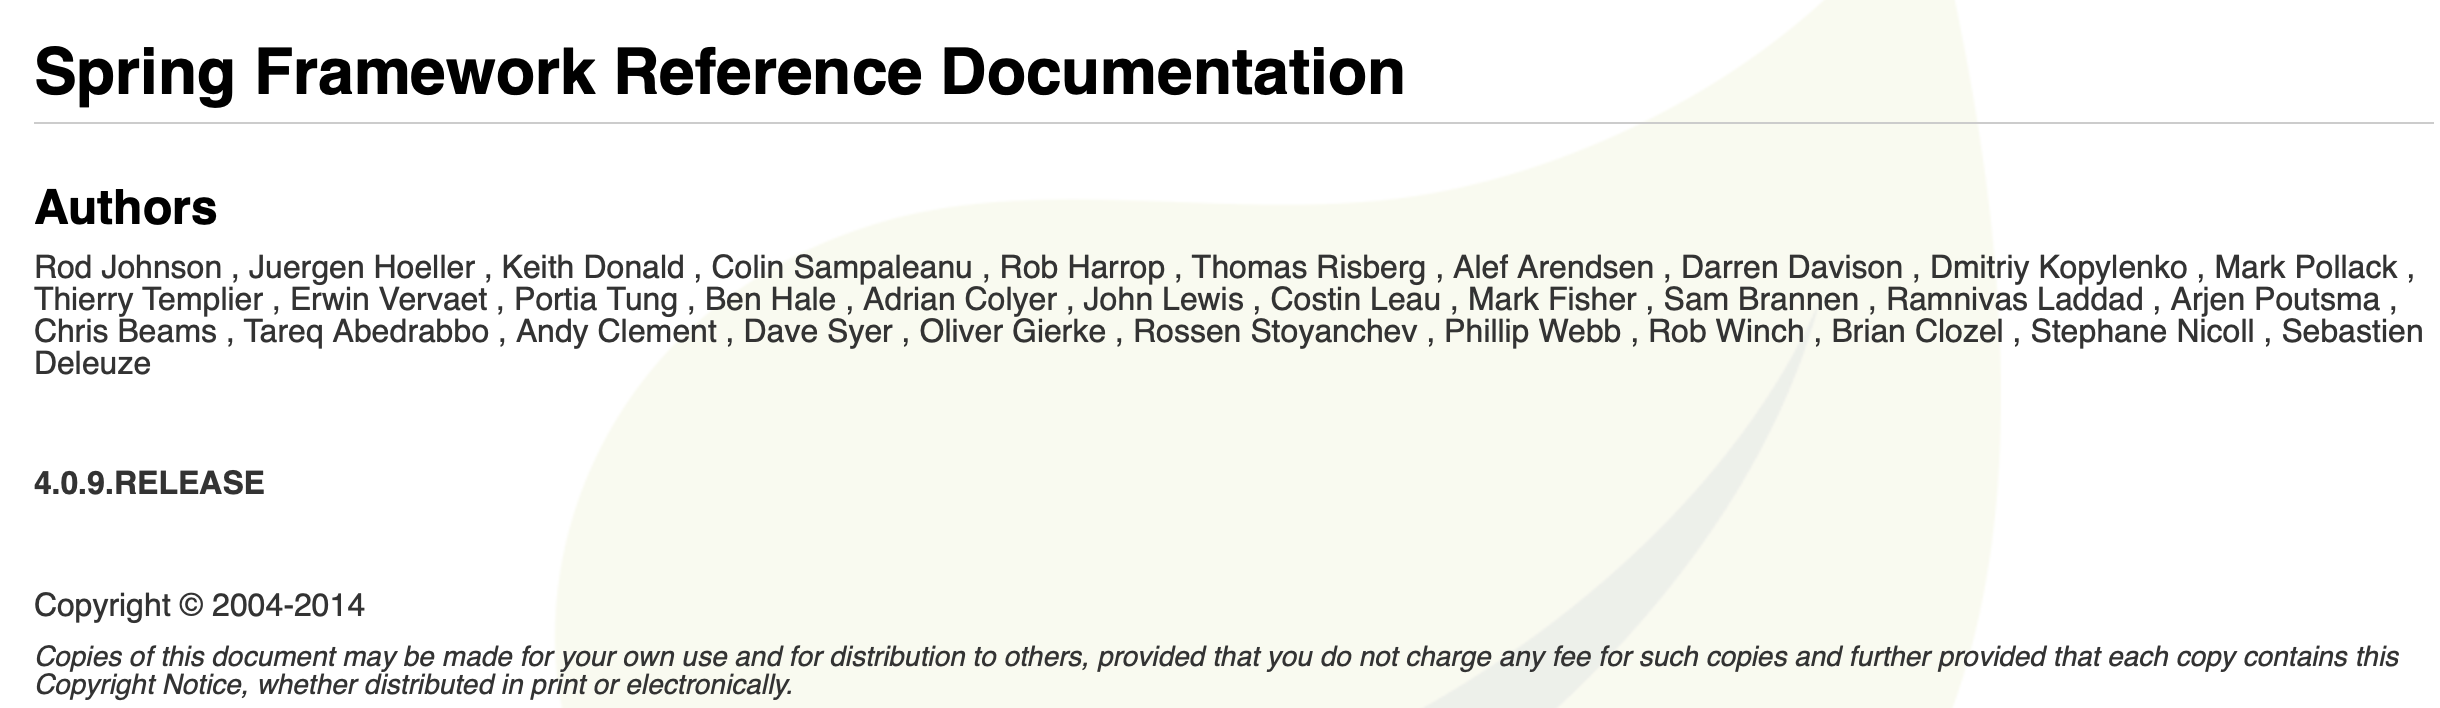 Spring Framework Reference Documentation
Authors
Rod Johnson , Juergen Hoeller , Keith Donald , Colin Sampaleanu , Rob Harrop , Thomas Risberg , Alef Arendsen , Darren Davison , Dmitriy Kopylenko , Mark Pollack ,
Thierry Templier , Erwin Vervaet , Portia Tung , Ben Hale , Adrian Colyer , John Lewis , Costin Leau , Mark Fisher , Sam Brannen , Ramnivas Laddad , Arjen Poutsma ,
Chris Beams , Tareq Abedrabbo , Andy Clement , Dave Syer , Oliver Gierke , Rossen Stoyanchev , Phillip Webb , Rob Winch , Brian Clozel , Stephane Nicoll , Sebastien
Deleuze
4.0.9.RELEASE
Copyright © 2004-2014
Copies of this document may be made for your own use and for distribution to others, provided that you do not charge any fee for such copies and further provided that each copy contains this
Copyright Notice, whether distributed in print or electronically.